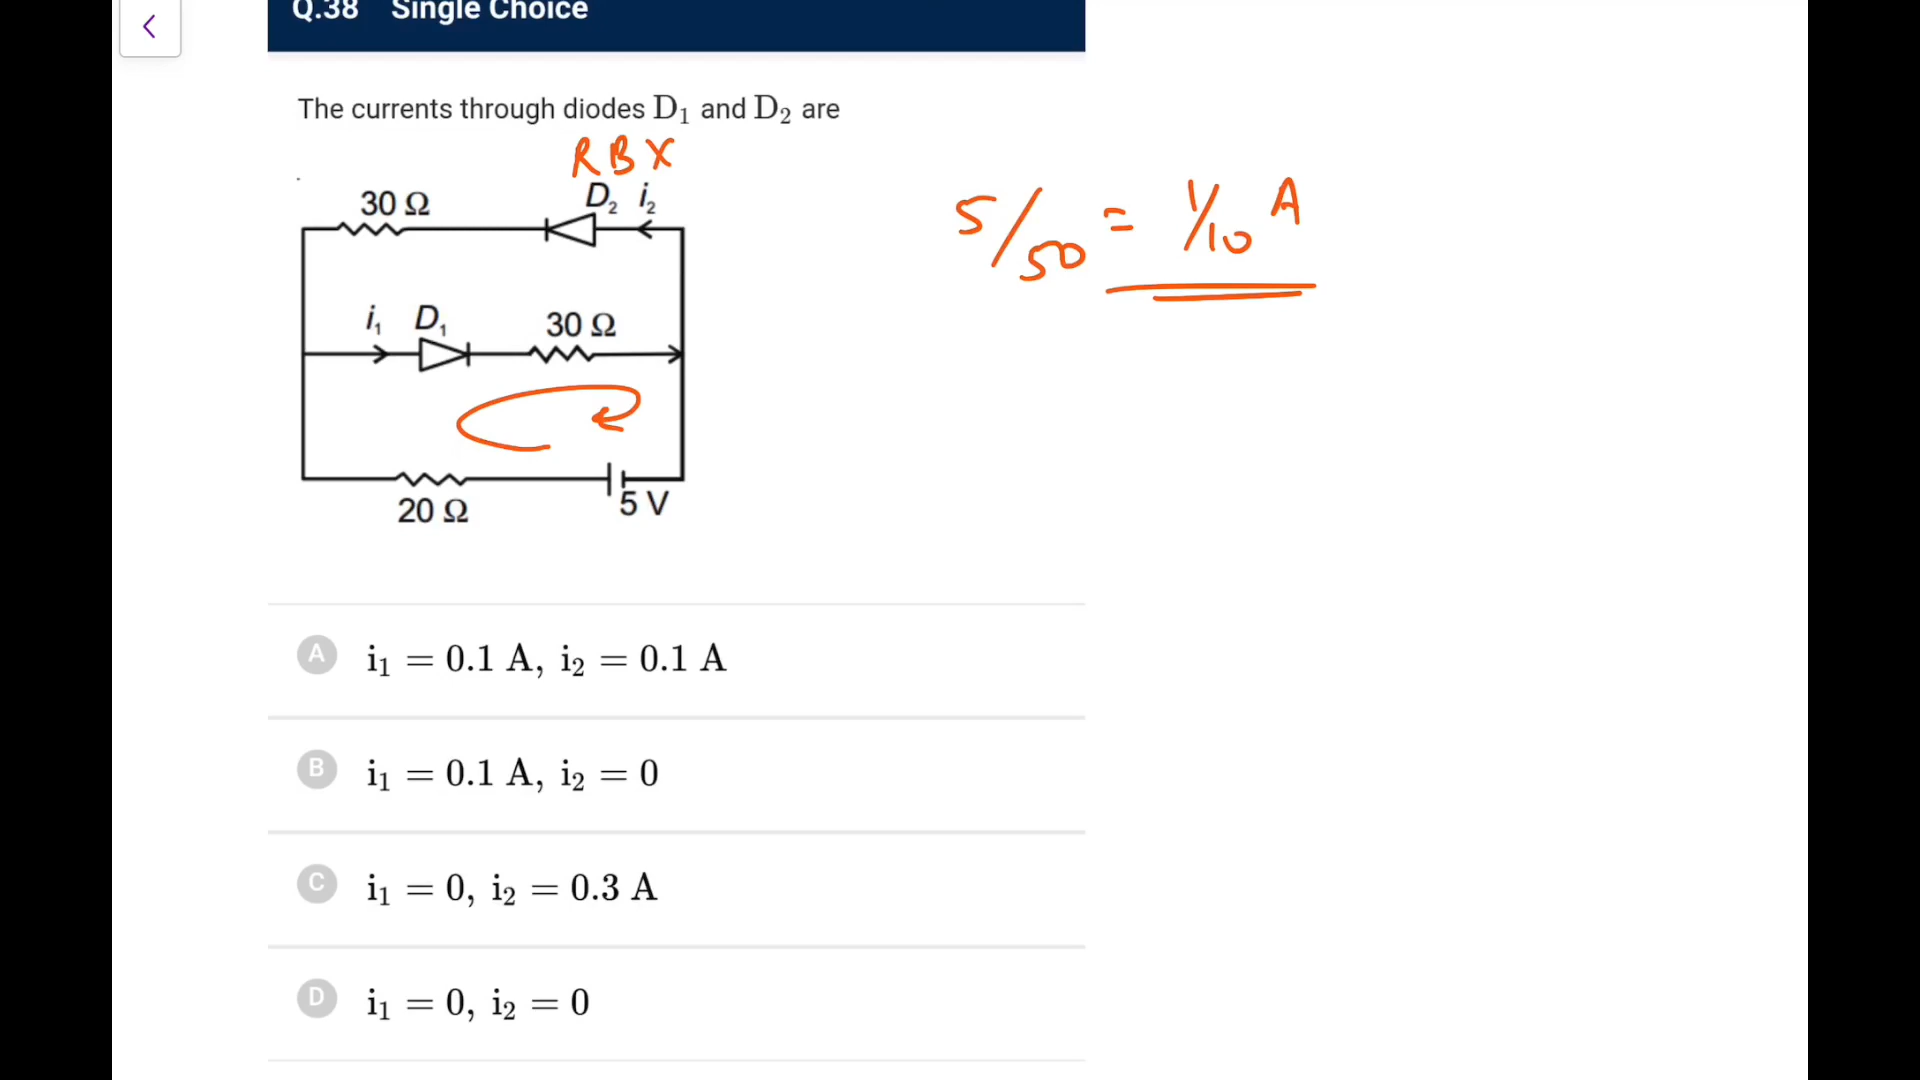 Q.38 Single Choice
The currents through diodes D₁ and D₂ are
R B X
30 Ω
D₂ i₂
5/50 = 1/10 A
i₁ D₁
30 Ω
20 Ω
5 V
A i₁ = 0.1 A, i₂ = 0.1 A
B i₁ = 0.1 A, i₂ = 0
C i₁ = 0, i₂ = 0.3 A
D i₁ = 0, i₂ = 0